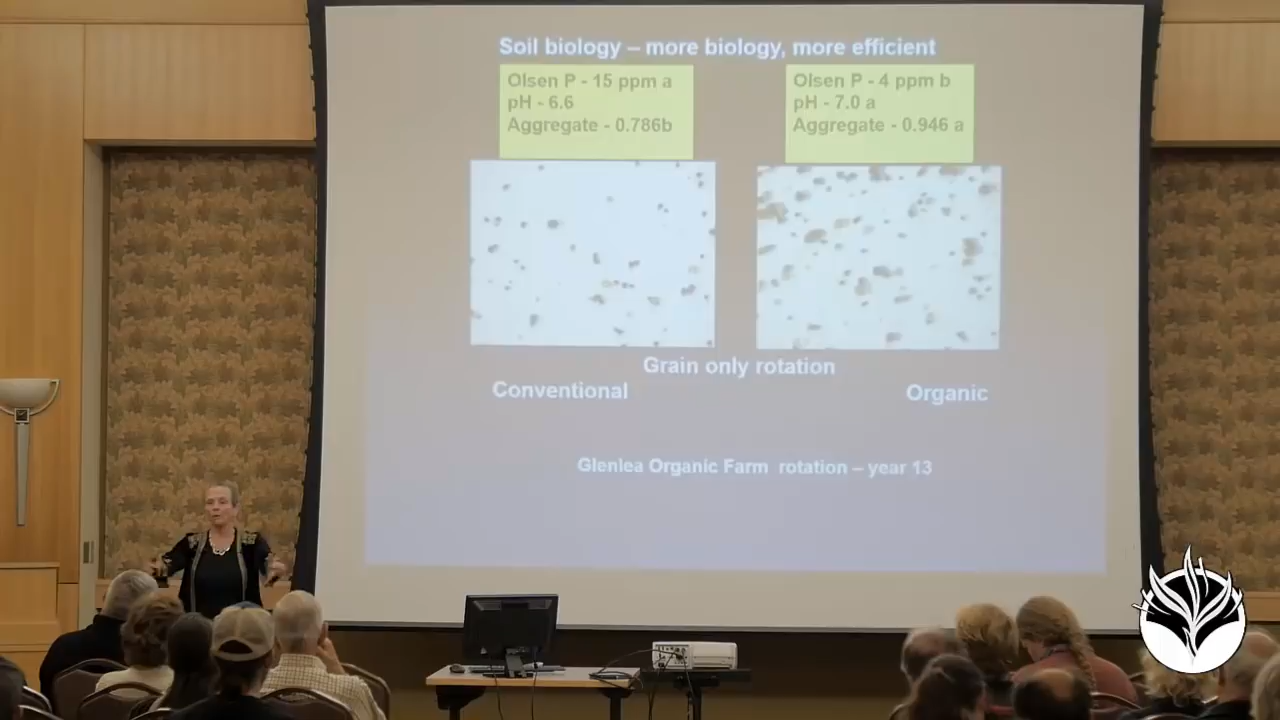 Soil biology – more biology, more efficient
Olsen P - 15 ppm a
pH - 6.6
Aggregate - 0.786b
Olsen P - 4 ppm b
pH - 7.0 a
Aggregate - 0.946 a
Grain only rotation
Conventional
Organic
Glenlea Organic Farm rotation – year 13